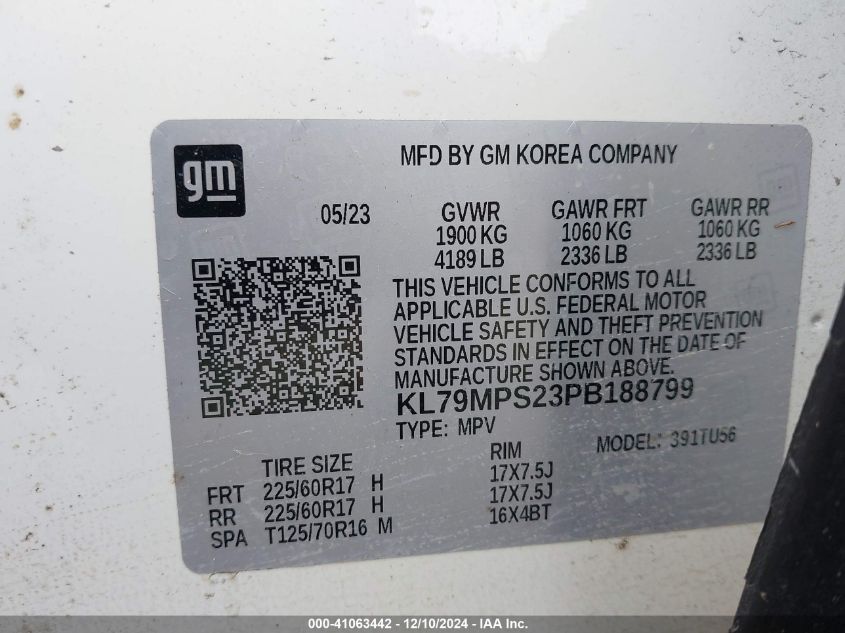 gm
MFD BY GM KOREA COMPANY
05/23
GVWR GAWR FRT GAWR RR
1900 KG 1060 KG 1060 KG
4189 LB 2336 LB 2336 LB
THIS VEHICLE CONFORMS TO ALL
APPLICABLE U.S. FEDERAL MOTOR
VEHICLE SAFETY AND THEFT PREVENTION
STANDARDS IN EFFECT ON THE DATE OF
MANUFACTURE SHOWN ABOVE.
KL79MPS23PB188799
TYPE: MPV MODEL: 391TU56
TIRE SIZE RIM
FRT 225/60R17 H 17X7.5J
RR 225/60R17 H 17X7.5J
SPA T125/70R16 M 16X4BT
000-41063442 - 12/10/2024 - IAA Inc.